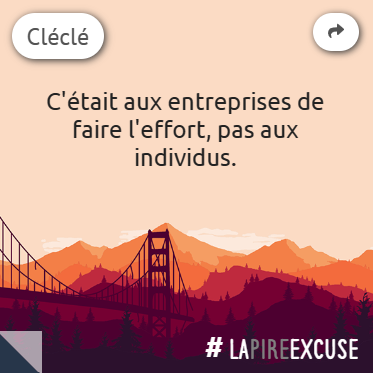 Cléclé
C'était aux entreprises de
faire l'effort, pas aux
individus.
# LAPIREEXCUSE